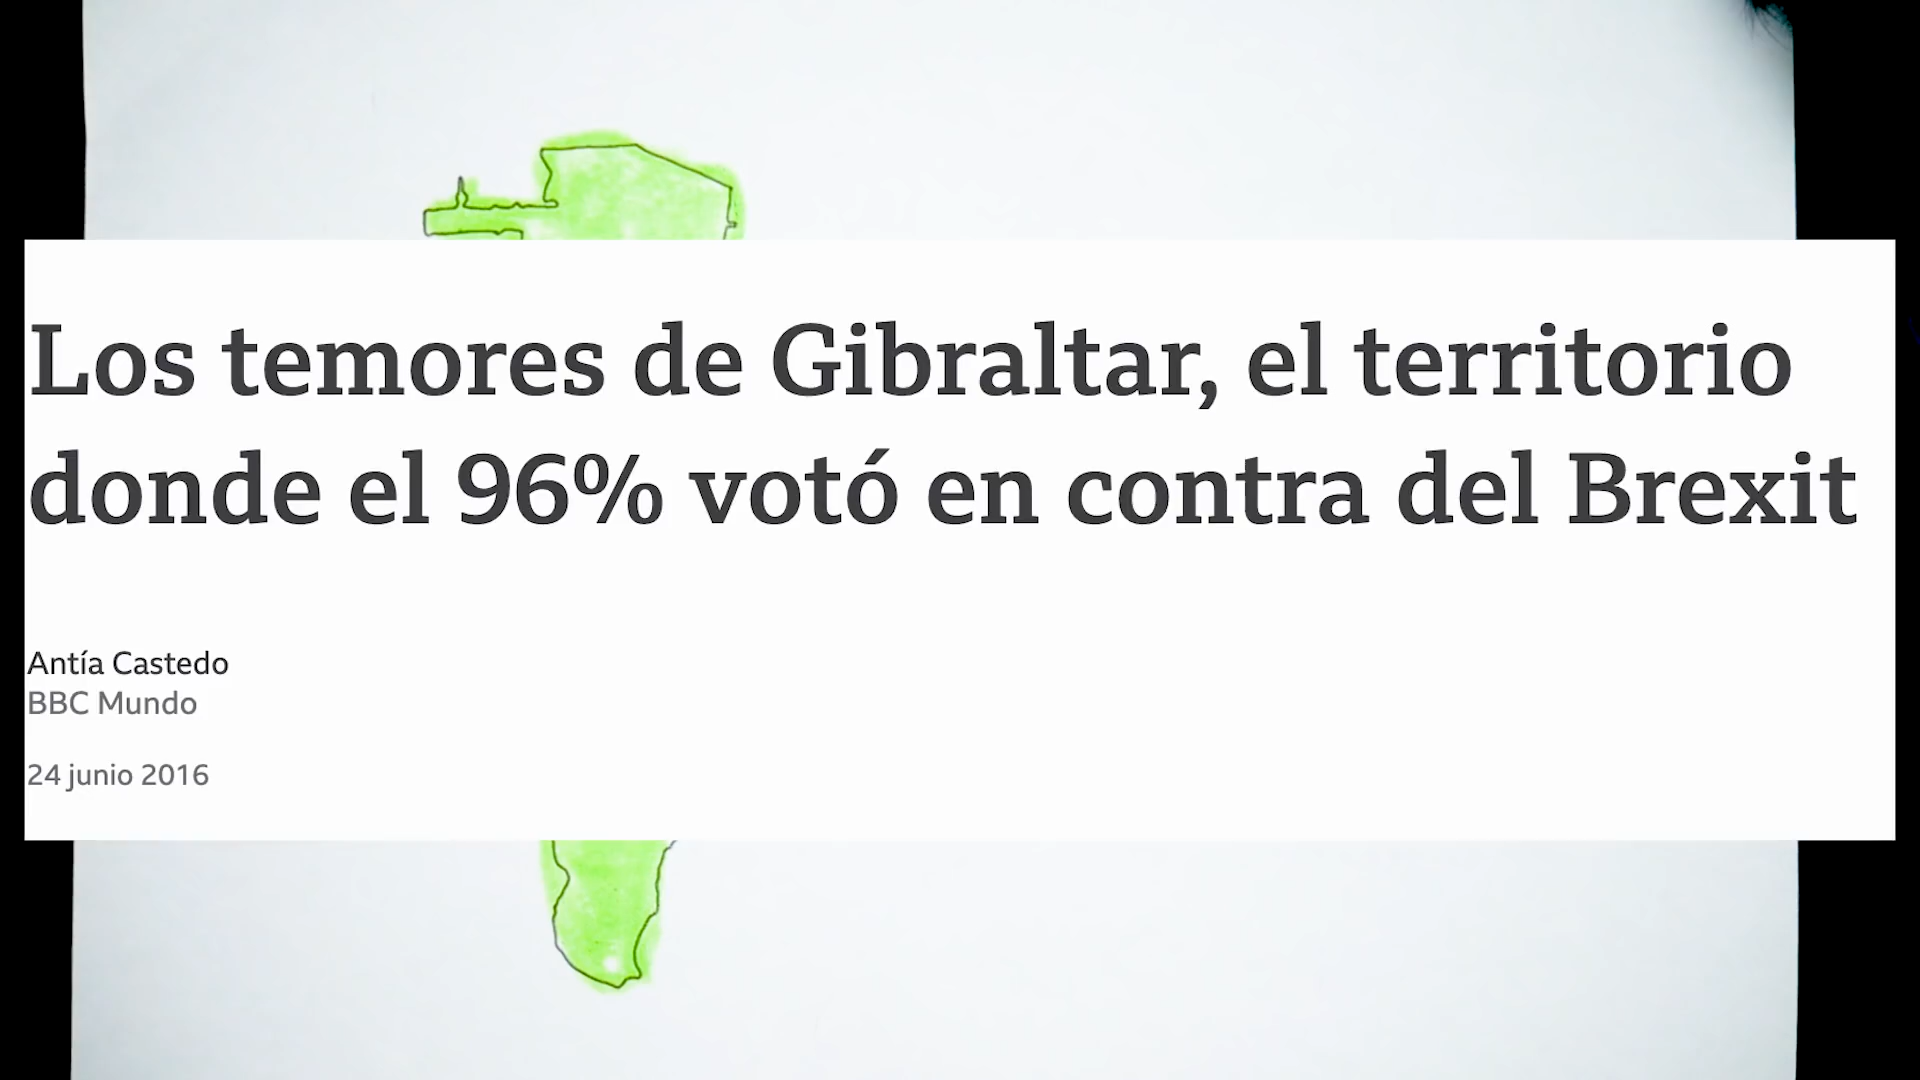 Los temores de Gibraltar, el territorio
donde el 96% votó en contra del Brexit
Antía Castedo
BBC Mundo
24 junio 2016